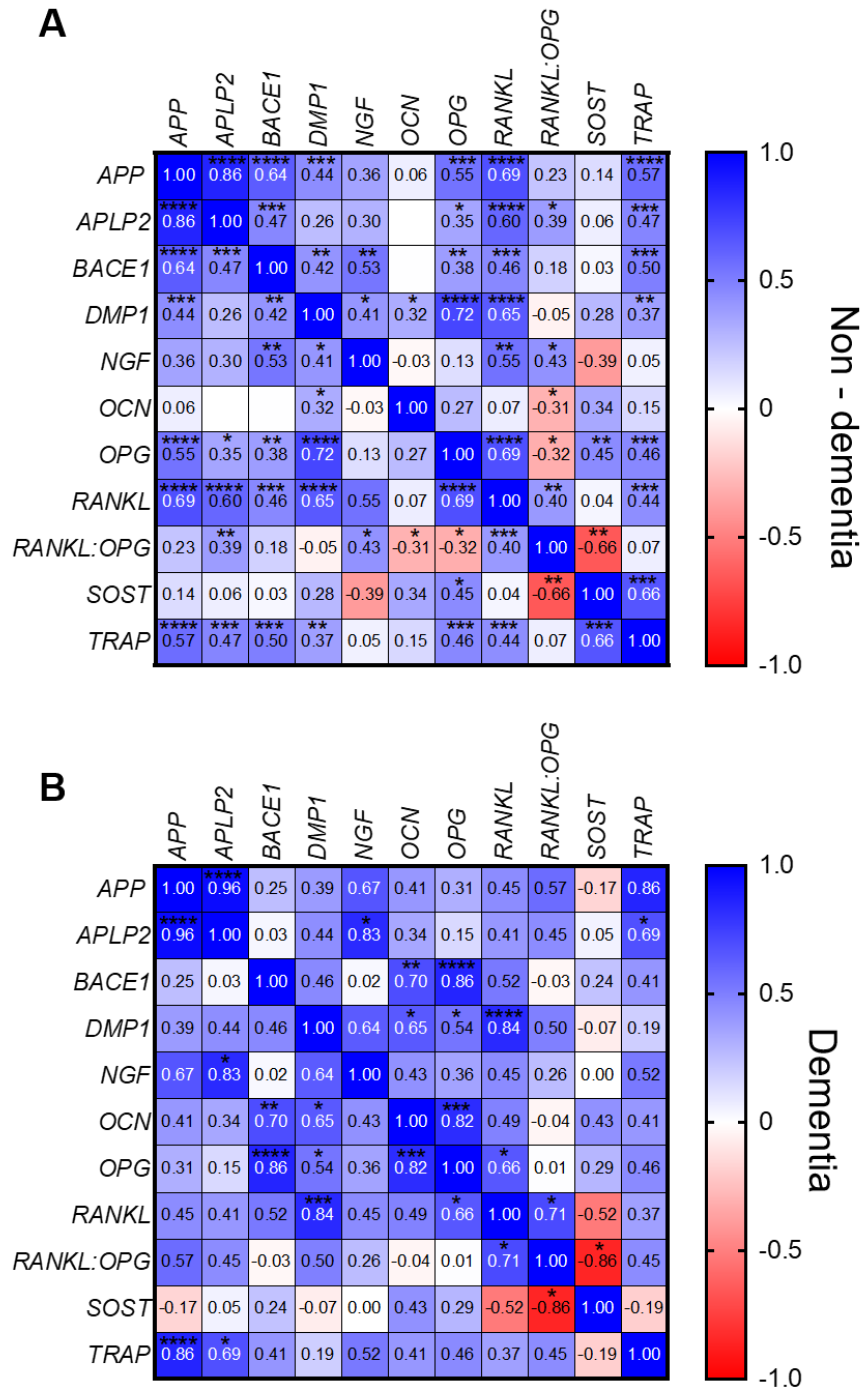 A
APP APLP2 BACE1 DMP1 NGF OCN OPG RANKL RANKL:OPG SOST TRAP
APP 1.00 ****0.86 ****0.64 ***0.44 0.36 0.06 ***0.55 ****0.69 0.23 0.14 ****0.57
APLP2 ****0.86 1.00 ***0.47 0.26 0.30 *0.35 ****0.60 *0.39 0.06 ***0.47
BACE1 ****0.64 ***0.47 1.00 **0.42 **0.53 **0.38 ***0.46 0.18 0.03 ***0.50
DMP1 ***0.44 0.26 **0.42 1.00 *0.41 *0.32 ****0.72 ****0.65 -0.05 0.28 **0.37
NGF 0.36 0.30 **0.53 *0.41 1.00 -0.03 0.13 **0.55 *0.43 -0.39 0.05
OCN 0.06 *0.32 -0.03 1.00 0.27 0.07 *-0.31 0.34 0.15
OPG ****0.55 *0.35 **0.38 ****0.72 0.13 0.27 1.00 ****0.69 *-0.32 **0.45 ***0.46
RANKL ****0.69 ****0.60 ***0.46 ****0.65 0.55 0.07 ****0.69 1.00 **0.40 0.04 ***0.44
RANKL:OPG 0.23 **0.39 0.18 -0.05 *0.43 *-0.31 *-0.32 ***0.40 1.00 **-0.66 0.07
SOST 0.14 0.06 0.03 0.28 -0.39 0.34 *0.45 0.04 **-0.66 1.00 ***0.66
TRAP ****0.57 ***0.47 ***0.50 **0.37 0.05 0.15 ***0.46 ***0.44 0.07 ***0.66 1.00
1.0
0.5
0
-0.5
-1.0
Non - dementia
B
APP APLP2 BACE1 DMP1 NGF OCN OPG RANKL RANKL:OPG SOST TRAP
APP 1.00 ****0.96 0.25 0.39 0.67 0.41 0.31 0.45 0.57 -0.17 0.86
APLP2 ****0.96 1.00 0.03 0.44 *0.83 0.34 0.15 0.41 0.45 0.05 *0.69
BACE1 0.25 0.03 1.00 0.46 0.02 **0.70 ****0.86 0.52 -0.03 0.24 0.41
DMP1 0.39 0.44 0.46 1.00 0.64 *0.65 *0.54 ****0.84 0.50 -0.07 0.19
NGF 0.67 *0.83 0.02 0.64 1.00 0.43 0.36 0.45 0.26 0.00 0.52
OCN 0.41 0.34 **0.70 *0.65 0.43 1.00 ***0.82 0.49 -0.04 0.43 0.41
OPG 0.31 0.15 ****0.86 *0.54 0.36 ***0.82 1.00 *0.66 0.01 0.29 0.46
RANKL 0.45 0.41 0.52 ***0.84 0.45 0.49 *0.66 1.00 *0.71 -0.52 0.37
RANKL:OPG 0.57 0.45 -0.03 0.50 0.26 -0.04 0.01 *0.71 1.00 *-0.86 0.45
SOST -0.17 0.05 0.24 -0.07 0.00 0.43 0.29 -0.52 *-0.86 1.00 -0.19
TRAP ****0.86 *0.69 0.41 0.19 0.52 0.41 0.46 0.37 0.45 -0.19 1.00
1.0
0.5
0
-0.5
-1.0
Dementia